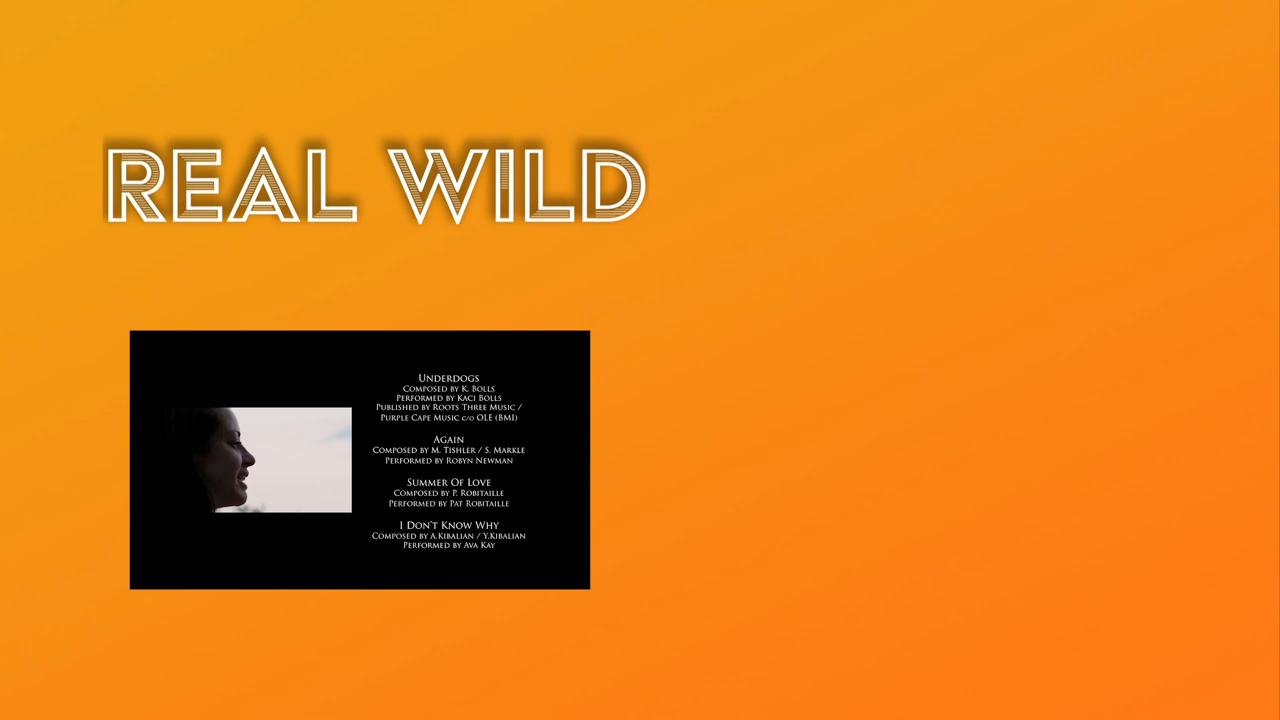 REAL WILD
UNDERDOGS
COMPOSED BY K. BOLLS
PERFORMED BY KACI BOLLS
PUBLISHED BY ROOTS THREE MUSIC /
PURPLE CAPE MUSIC C/O OLE (BMI)
AGAIN
COMPOSED BY M. TISHLER / S. MARKLE
PERFORMED BY ROBYN NEWMAN
SUMMER OF LOVE
COMPOSED BY P. ROBITAILLE
PERFORMED BY PAT ROBITAILLE
I DON'T KNOW WHY
COMPOSED BY A.KIBALIAN / Y.KIBALIAN
PERFORMED BY AVA KAY